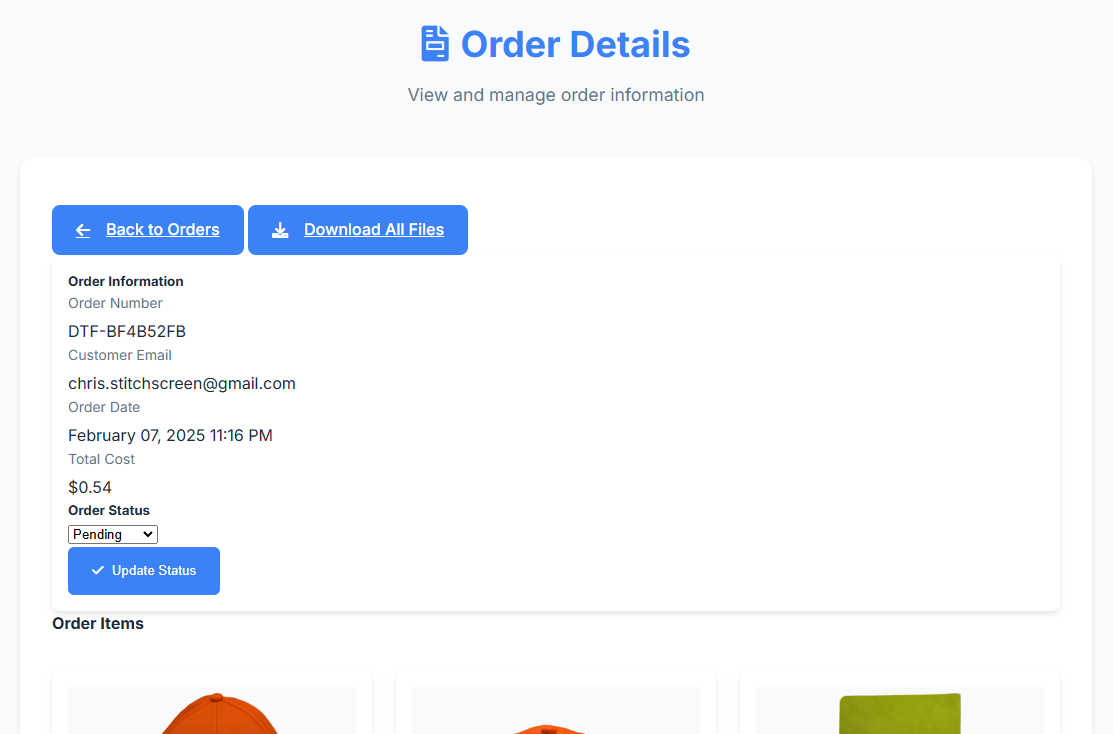 Order Details
View and manage order information
Back to Orders
Download All Files
Order Information
Order Number
DTF-BF4B52FB
Customer Email
chris.stitchscreen@gmail.com
Order Date
February 07, 2025 11:16 PM
Total Cost
$0.54
Order Status
Pending
Update Status
Order Items